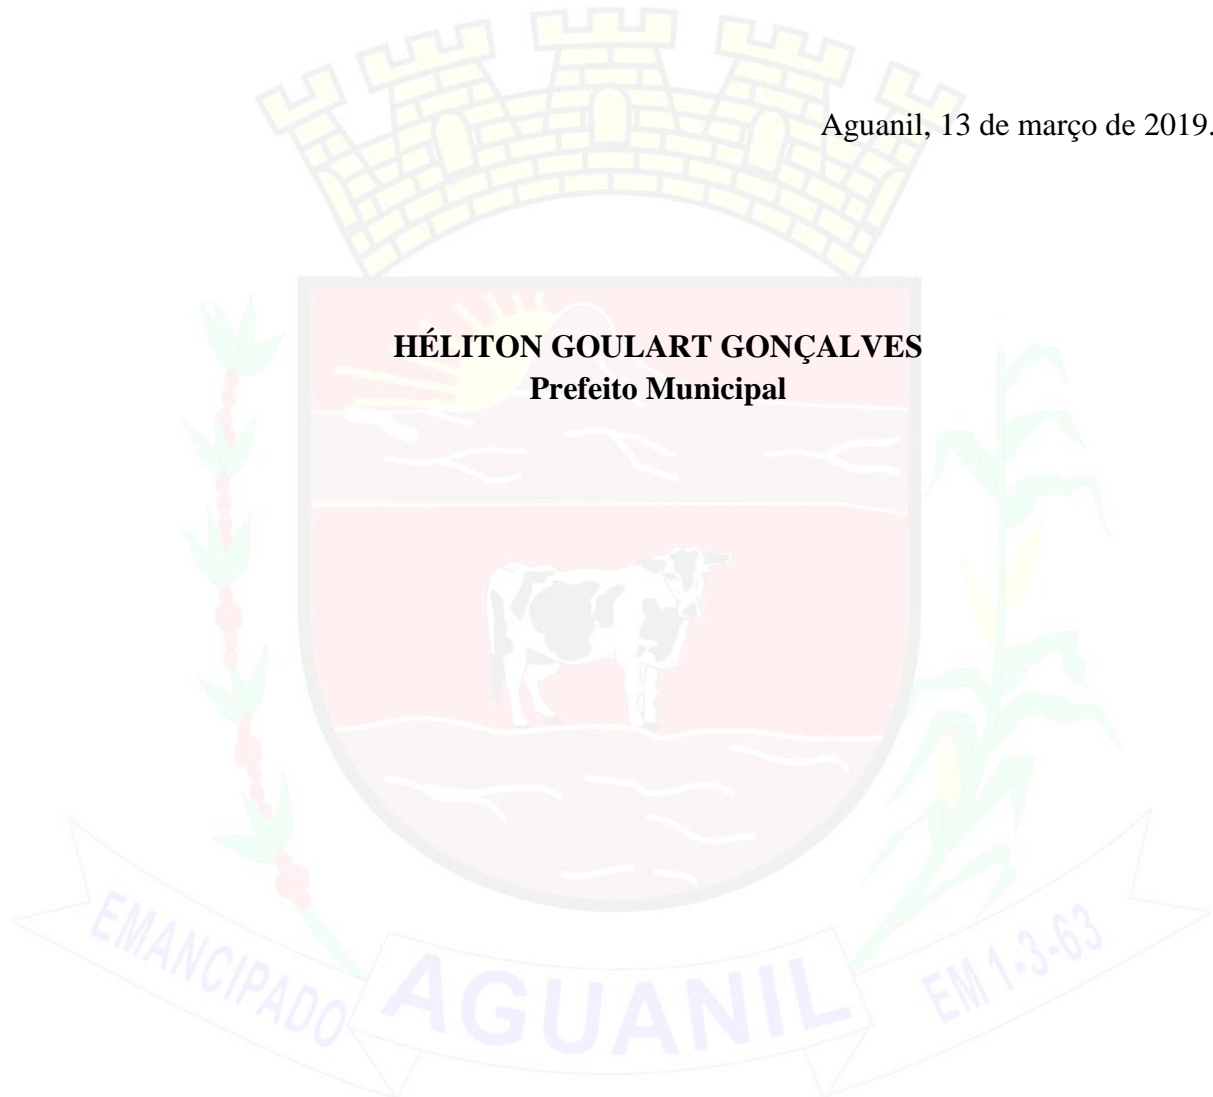 Aguanil, 13 de março de 2019.
HÉLITON GOULART GONÇALVES
Prefeito Municipal
EMANCIPADO
AGUANIL
EM 1-3-63